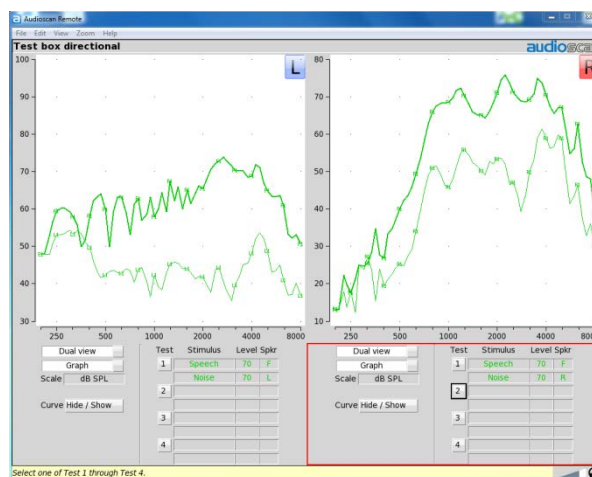 Audioscan Remote
File Edit View Zoom Help
Test box directional
audiosca
L
R
100
90
80
70
60
50
40
30
250 500 1000 2000 4000 8000
80
70
60
50
40
30
20
10
250 500 1000 2000 4000 8000
Dual view
Graph
Scale dB SPL
Curve Hide / Show
Test Stimulus Level Spkr
1 Speech 70 F
Noise 70 L
2
3
4
Dual view
Graph
Scale dB SPL
Curve Hide / Show
Test Stimulus Level Spkr
1 Speech 70 F
Noise 70 R
2
3
4
Select one of Test 1 through Test 4.